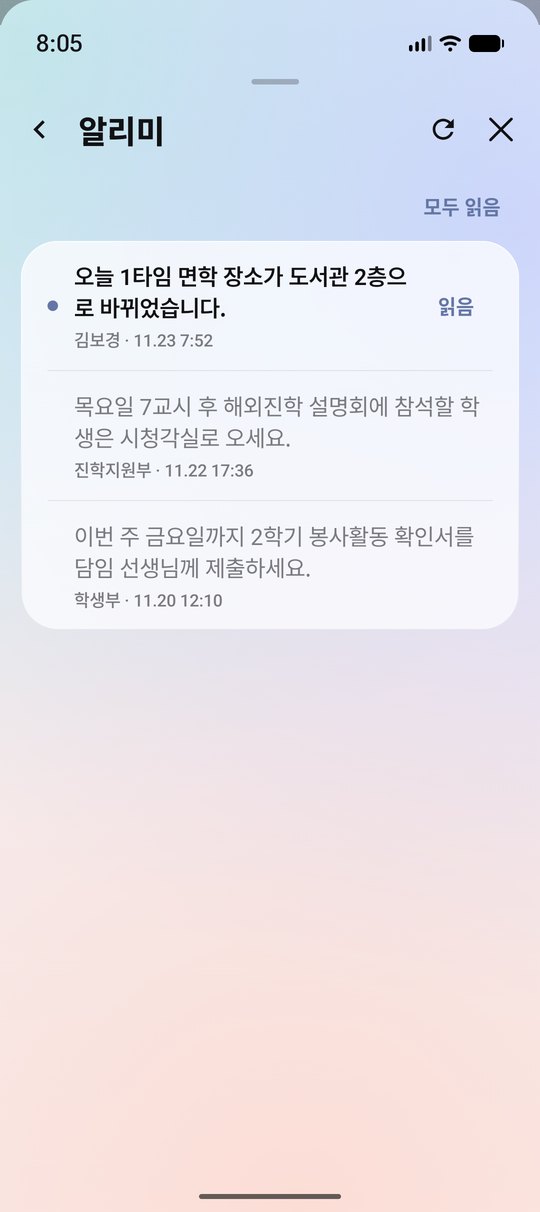 8:05
알리미
모두 읽음
오늘 1타임 면학 장소가 도서관 2층으
로 바뀌었습니다.
읽음
김보경 · 11.23 7:52
목요일 7교시 후 해외진학 설명회에 참석할 학
생은 시청각실로 오세요.
진학지원부 · 11.22 17:36
이번 주 금요일까지 2학기 봉사활동 확인서를
담임 선생님께 제출하세요.
학생부 · 11.20 12:10